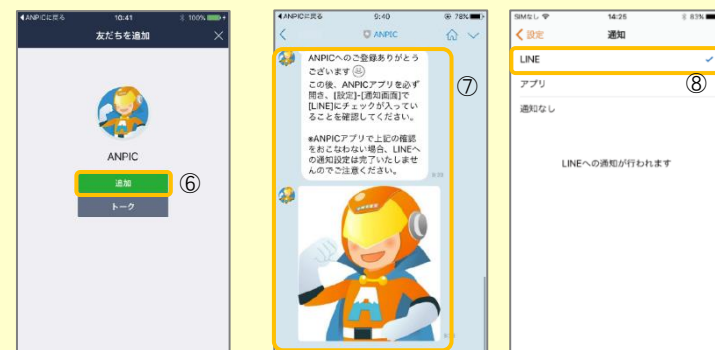 ◀ANPICに戻る 10:41 100%
友だちを追加 ×
ANPIC
追加
⑥
トーク
◀ANPICに戻る 9:40 78%
ANPIC
ANPICへのご登録ありがとう
ございます
この後、ANPICアプリを必ず
開き、[設定]-[通知画面]で
[LINE]にチェックが入ってい
ることを確認してください。
※ANPICアプリで上記の確認
をおこなわない場合、LINEへ
の通知設定は完了いたしませ
んのでご注意ください。
⑦
SIMなし 14:25 83%
設定 通知
LINE
アプリ
⑧
通知なし
LINEへの通知が行われます